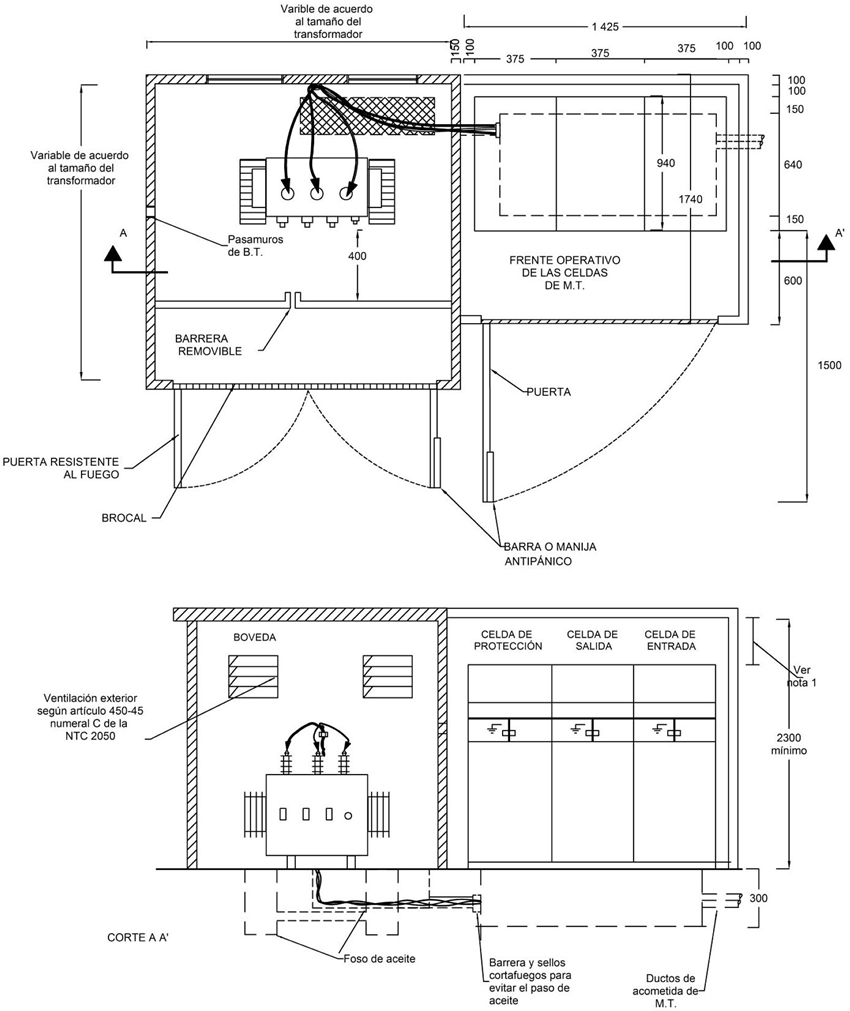 Varible de acuerdo
al tamaño del
transformador
1 425
150
100
375
375
375
100
100
100
100
150
Variable de acuerdo
al tamaño del
transformador
940
640
1740
150
A
Pasamuros
de B.T.
400
FRENTE OPERATIVO
DE LAS CELDAS
DE M.T.
A'
600
BARRERA
REMOVIBLE
1500
PUERTA
PUERTA RESISTENTE
AL FUEGO
BROCAL
BARRA O MANIJA
ANTIPÁNICO
BOVEDA
CELDA DE
PROTECCIÓN
CELDA DE
SALIDA
CELDA DE
ENTRADA
Ver
nota 1
Ventilación exterior
según artículo 450-45
numeral C de la
NTC 2050
2300
mínimo
300
CORTE A A'
Foso de aceite
Barrera y sellos
cortafuegos para
evitar el paso de
aceite
Ductos de
acometida de
M.T.